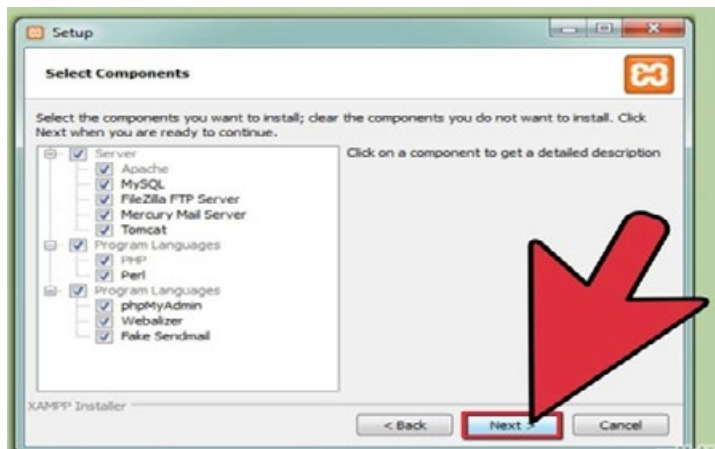 Setup
Select Components
Select the components you want to install; clear the components you do not want to install. Click
Next when you are ready to continue.
Server
Apache
MySQL
FileZilla FTP Server
Mercury Mail Server
Tomcat
Program Languages
PHP
Perl
Program Languages
phpMyAdmin
Webalizer
Fake Sendmail
Click on a component to get a detailed description
XAMPP Installer
< Back
Next >
Cancel